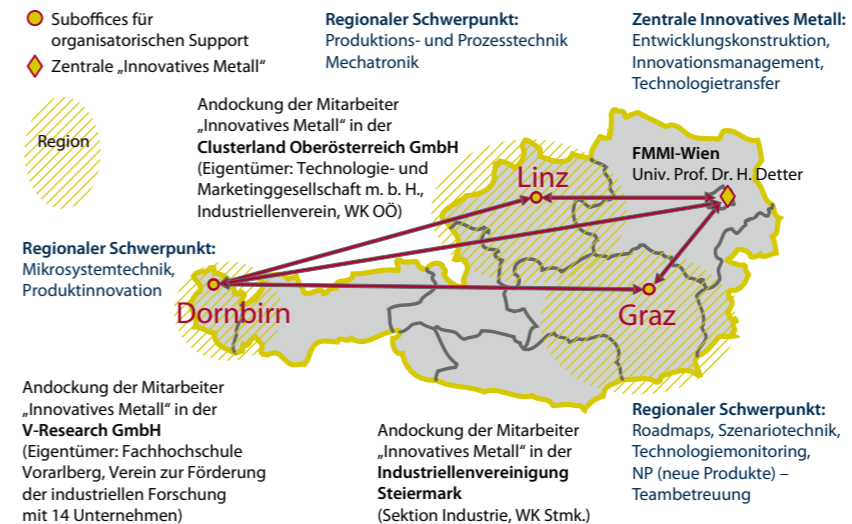 Suboffices für
organisatorischen Support
Zentrale „Innovatives Metall“
Regionaler Schwerpunkt:
Produktions- und Prozesstechnik
Mechatronik
Zentrale Innovatives Metall:
Entwicklungskonstruktion,
Innovationsmanagement,
Technologietransfer
Region
Andockung der Mitarbeiter
„Innovatives Metall“ in der
Clusterland Oberösterreich GmbH
(Eigentümer: Technologie- und
Marketinggesellschaft m. b. H.,
Industriellenverein, WK OÖ)
FMMI-Wien
Univ. Prof. Dr. H. Detter
Linz
Regionaler Schwerpunkt:
Mikrosystemtechnik,
Produktinnovation
Dornbirn
Graz
Andockung der Mitarbeiter
„Innovatives Metall“ in der
V-Research GmbH
(Eigentümer: Fachhochschule
Vorarlberg, Verein zur Förderung
der industriellen Forschung
mit 14 Unternehmen)
Andockung der Mitarbeiter
„Innovatives Metall“ in der
Industriellenvereinigung
Steiermark
(Sektion Industrie, WK Stmk.)
Regionaler Schwerpunkt:
Roadmaps, Szenariotechnik,
Technologiemonitoring,
NP (neue Produkte) –
Teambetreuung